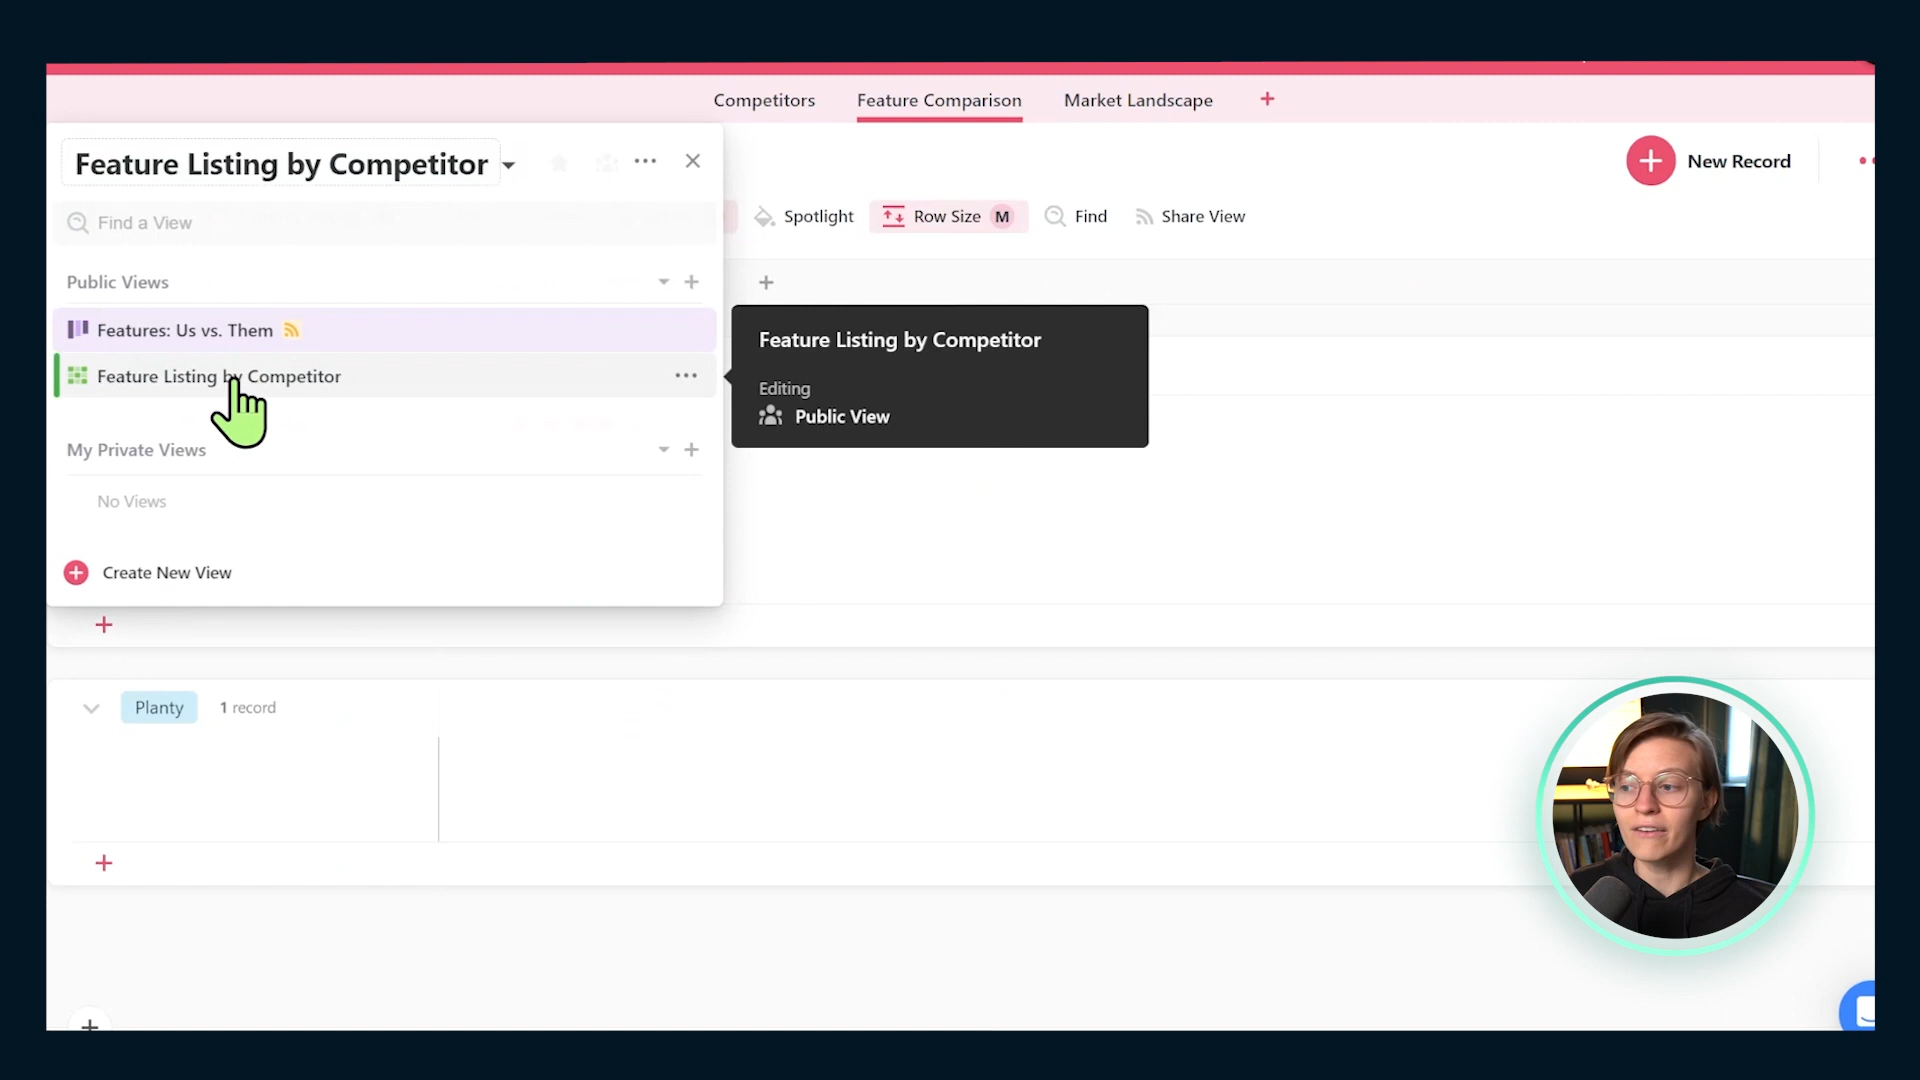 Competitors
Feature Comparison
Market Landscape
Feature Listing by Competitor
New Record
Find a View
Spotlight
Row Size M
Find
Share View
Public Views
Features: Us vs. Them
Feature Listing by Competitor
Feature Listing by Competitor
Editing
Public View
My Private Views
No Views
Create New View
Planty 1 record